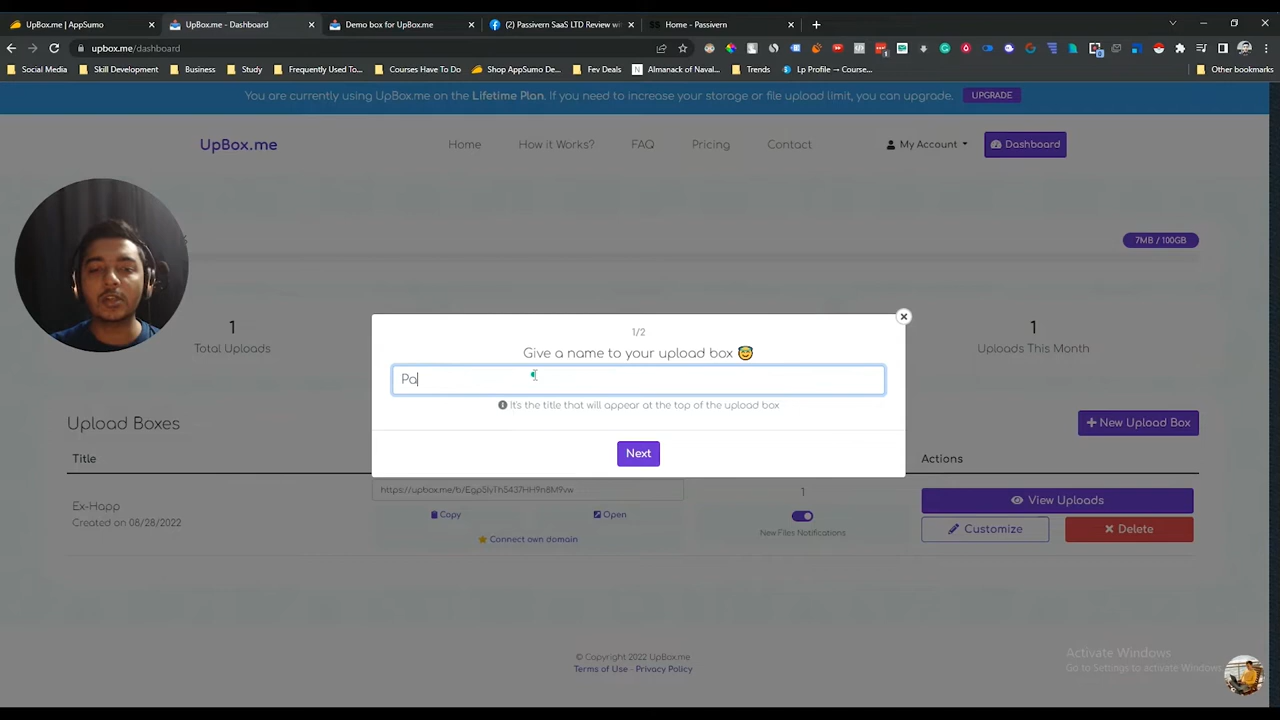 UpBox.me | AppSumo
UpBox.me - Dashboard
Demo box for UpBox.me
(2) Passivern SaaS LTD Review wi
Home - Passivern
upbox.me/dashboard
Social Media
Skill Development
Business
Study
Frequently Used To...
Courses Have To Do
Shop AppSumo De...
Fev Deals
Almanack of Naval...
Trends
Lp Profile → Course...
Other bookmarks
You are currently using UpBox.me on the Lifetime Plan. If you need to increase your storage or file upload limit, you can upgrade. UPGRADE
UpBox.me
Home
How it Works?
FAQ
Pricing
Contact
My Account
Dashboard
7MB / 100GB
1
Total Uploads
1
Uploads This Month
1/2
Give a name to your upload box
Pa
It's the title that will appear at the top of the upload box
Next
Upload Boxes
+ New Upload Box
Title
Actions
Ex-Happ
Created on 08/28/2022
Copy
Open
Connect own domain
1
New Files Notifications
View Uploads
Customize
Delete
© Copyright 2022 UpBox.me
Terms of Use - Privacy Policy
Activate Windows
Go to Settings to activate Windows.